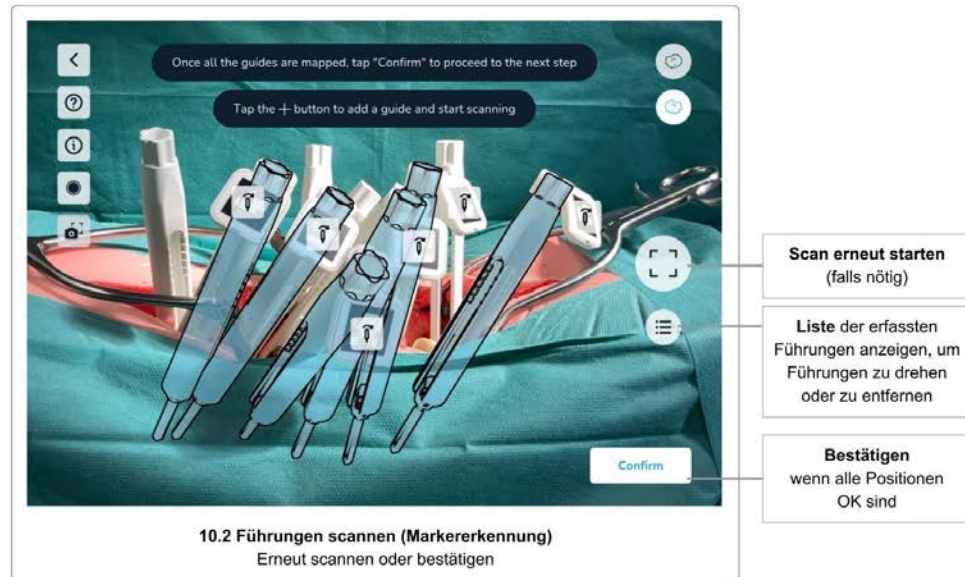 Once all the guides are mapped, tap "Confirm" to proceed to the next step
Tap the + button to add a guide and start scanning
Confirm
Scan erneut starten
(falls nötig)
Liste der erfassten
Führungen anzeigen, um
Führungen zu drehen
oder zu entfernen
Bestätigen
wenn alle Positionen
OK sind
10.2 Führungen scannen (Markererkennung)
Erneut scannen oder bestätigen